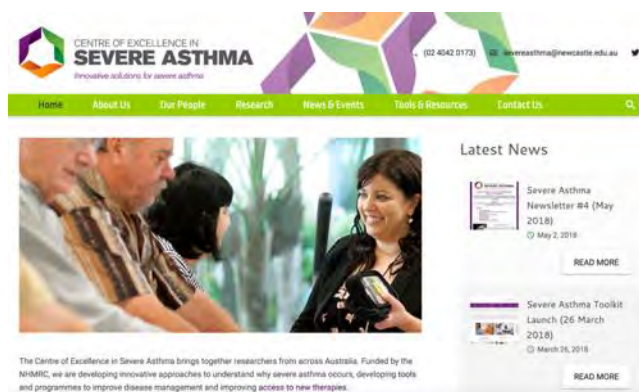 CENTRE OF EXCELLENCE IN
SEVERE ASTHMA
Innovative solutions for severe asthma
(02 4042 0173)
severeasthma@newcastle.edu.au
Home About Us Our People Research News & Events Tools & Resources Contact Us
Latest News
Severe Asthma
Newsletter #4 (May
2018)
May 2, 2018
READ MORE
Severe Asthma Toolkit
Launch (26 March
2018)
March 26, 2018
READ MORE
The Centre of Excellence in Severe Asthma brings together researchers from across Australia. Funded by the
NHMRC, we are developing innovative approaches to understand why severe asthma occurs, developing tools
and programmes to improve disease management and improving access to new therapies.